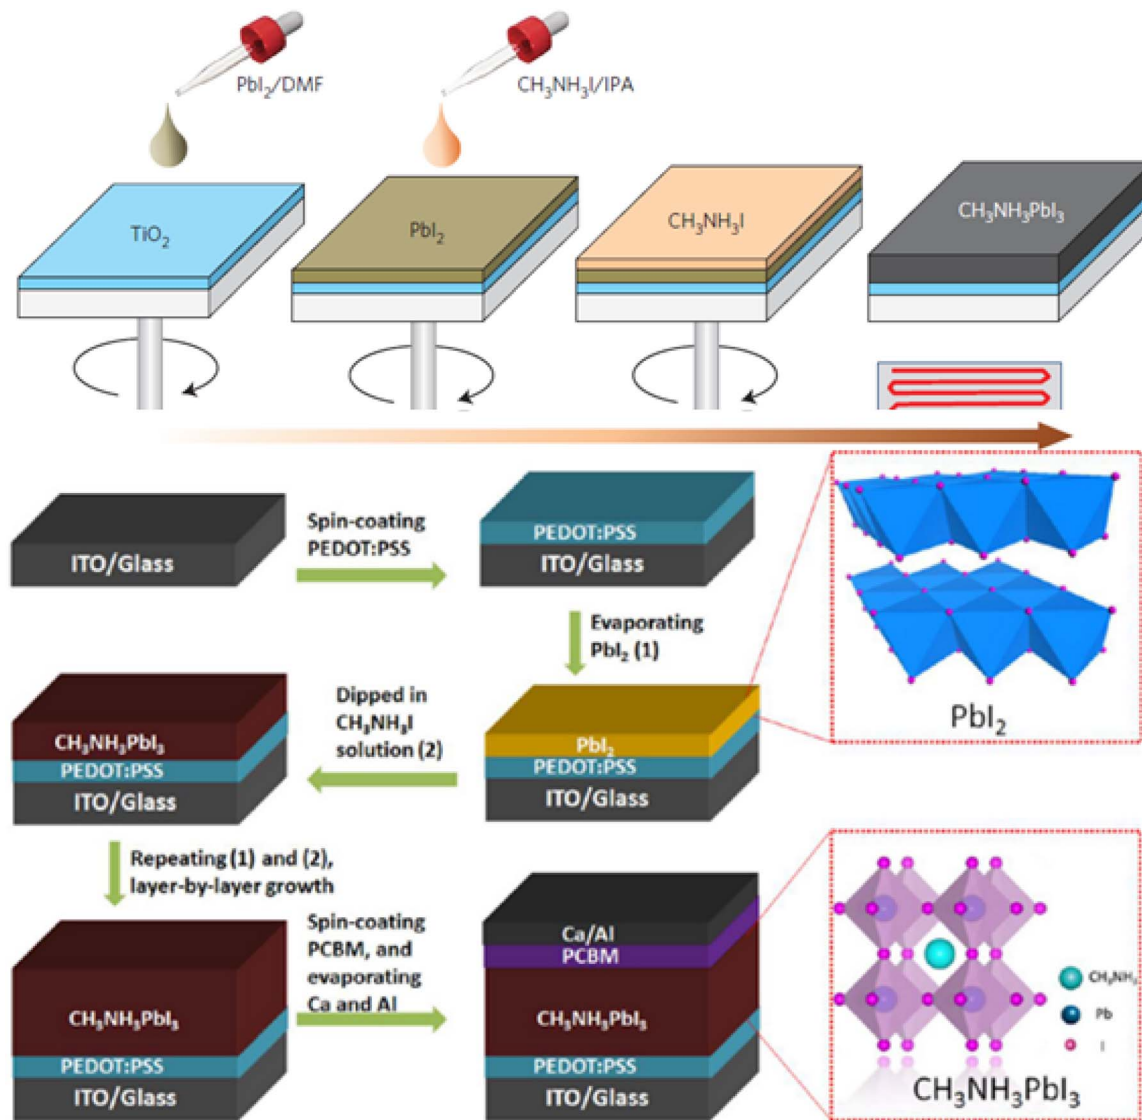 PbI₂/DMF
CH₃NH₃I/IPA
TiO₂
PbI₂
CH₃NH₃I
CH₃NH₃PbI₃
ITO/Glass
Spin-coating
PEDOT:PSS
PEDOT:PSS
ITO/Glass
Evaporating
PbI₂ (1)
CH₃NH₃PbI₃
PEDOT:PSS
ITO/Glass
Dipped in
CH₃NH₃I
solution (2)
PbI₂
PEDOT:PSS
ITO/Glass
PbI₂
Repeating (1) and (2),
layer-by-layer growth
CH₃NH₃PbI₃
PEDOT:PSS
ITO/Glass
Spin-coating
PCBM, and
evaporating
Ca and Al
Ca/Al
PCBM
CH₃NH₃PbI₃
PEDOT:PSS
ITO/Glass
CH₃NH₃
Pb
I
CH₃NH₃PbI₃